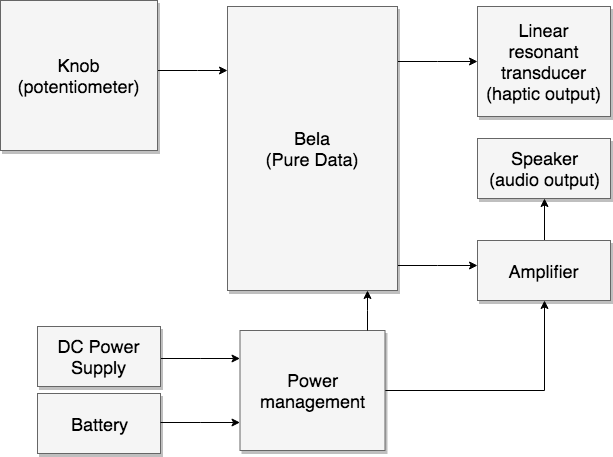 Knob
(potentiometer)
Bela
(Pure Data)
Linear
resonant
transducer
(haptic output)
Speaker
(audio output)
Amplifier
DC Power
Supply
Battery
Power
management